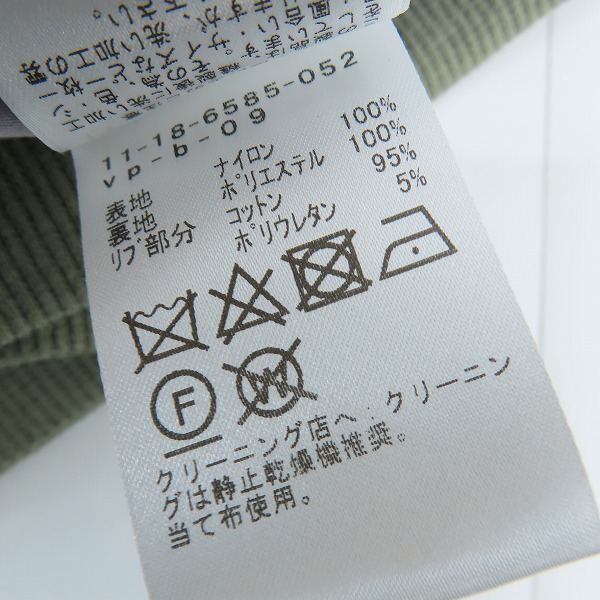 11-18-6585-052
vp-b-09
表地 ナイロン 100%
裏地 ポリエステル 100%
リブ部分 コットン 95%
ポリウレタン 5%
F
W
クリーニング店へ:クリーニン
グは静止乾燥機推奨。
当て布使用。